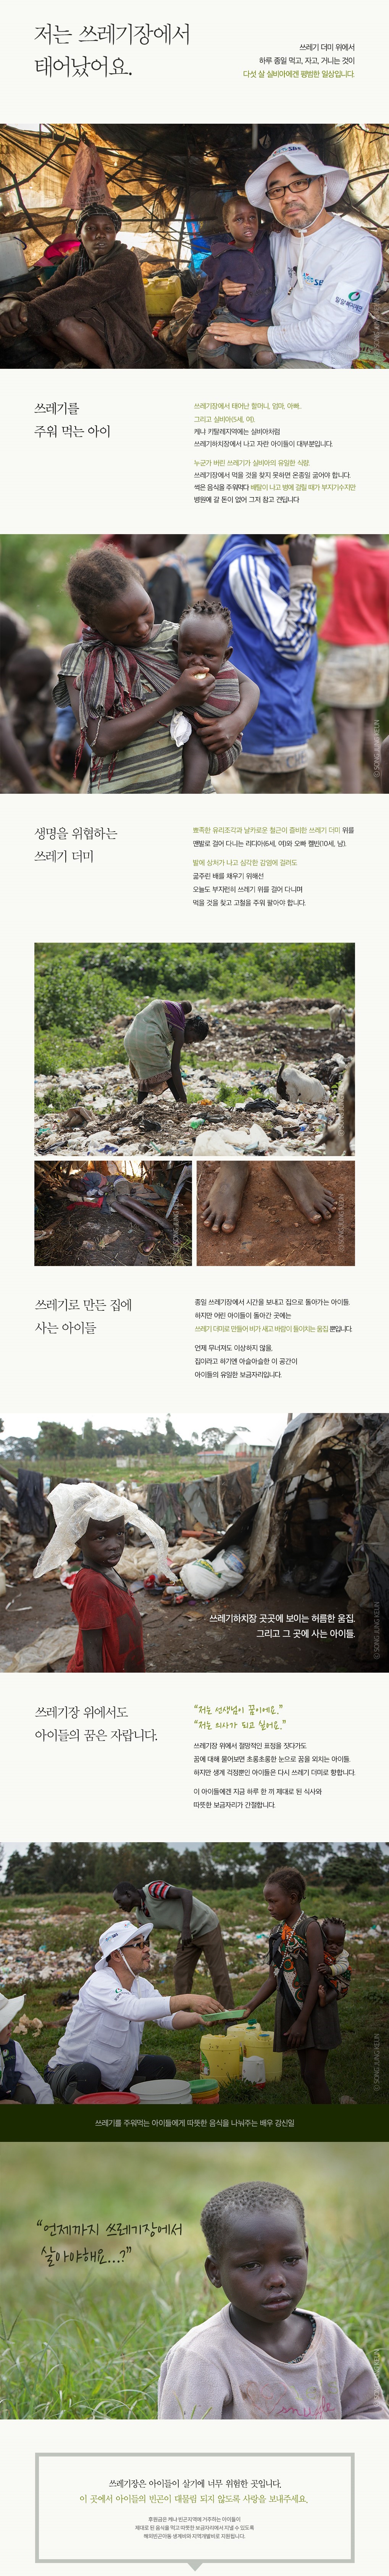 저는 쓰레기장에서
태어났어요.
쓰레기 더미 위에서
하루 종일 먹고, 자고, 거니는 것이
다섯 살 실비아에겐 평범한 일상입니다.
SBS
쓰레기를
주워 먹는 아이
쓰레기장에서 태어난 할머니, 엄마, 아빠..
그리고 실비아(5세, 여).
케냐 키탈레지역에는 실비아처럼
쓰레기하치장에서 나고 자란 아이들이 대부분입니다.
누군가 버린 쓰레기가 실비아의 유일한 식량.
쓰레기장에서 먹을 것을 찾지 못하면 온종일 굶어야 합니다.
썩은 음식을 주워먹다 배탈이 나고 병에 걸릴 때가 부지기수지만
병원에 갈 돈이 없어 그저 참고 견딥니다
생명을 위협하는
쓰레기 더미
뾰족한 유리조각과 날카로운 철근이 즐비한 쓰레기 더미 위를
맨발로 걸어 다니는 리디아(6세, 여)와 오빠 캘빈(10세, 남).
발에 상처가 나고 심각한 감염에 걸려도
굶주린 배를 채우기 위해선
오늘도 부지런히 쓰레기 위를 걸어 다니며
먹을 것을 찾고 고철을 주워 팔아야 합니다.
쓰레기로 만든 집에
사는 아이들
종일 쓰레기장에서 시간을 보내고 집으로 돌아가는 아이들.
하지만 어린 아이들이 돌아간 곳에는
쓰레기 더미로 만들어 비가 새고 바람이 들이치는 움집 뿐입니다.
언제 무너져도 이상하지 않을,
집이라고 하기엔 아슬아슬한 이 공간이
아이들의 유일한 보금자리입니다.
쓰레기하치장 곳곳에 보이는 허름한 움집.
그리고 그 곳에 사는 아이들.
쓰레기장 위에서도
아이들의 꿈은 자랍니다.
“저는 선생님이 꿈이에요.”
“저는 의사가 되고 싶어요.”
쓰레기장 위에서 절망적인 표정을 짓다가도
꿈에 대해 물어보면 초롱초롱한 눈으로 꿈을 외치는 아이들.
하지만 생계 걱정뿐인 아이들은 다시 쓰레기 더미로 향합니다.
이 아이들에겐 지금 하루 한 끼 제대로 된 식사와
따뜻한 보금자리가 간절합니다.
쓰레기를 주워먹는 아이들에게 따뜻한 음식을 나눠주는 배우 강신일
“언제까지 쓰레기장에서
살아야해요...?”
쓰레기장은 아이들이 살기에 너무 위험한 곳입니다.
이 곳에서 아이들의 빈곤이 대물림 되지 않도록 사랑을 보내주세요.
후원금은 케냐 빈곤지역에 거주하는 아이들이
제대로 된 음식을 먹고 따뜻한 보금자리에서 지낼 수 있도록
해외빈곤아동 생계비와 지역개발비로 지원됩니다.